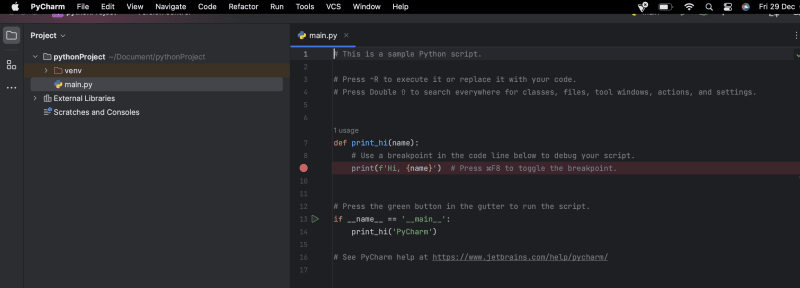 PyCharm File Edit View Navigate Code Refactor Run Tools VCS Window Help Fri 29 Dec
Project
main.py
pythonProject ~/Document/pythonProject
venv
main.py
External Libraries
Scratches and Consoles
1 # This is a sample Python script.
2
3 # Press ^R to execute it or replace it with your code.
4 # Press Double ⇧ to search everywhere for classes, files, tool windows, actions, and settings.
5
6
1 usage
7 def print_hi(name):
8 # Use a breakpoint in the code line below to debug your script.
print(f'Hi, {name}') # Press ⌘F8 to toggle the breakpoint.
10
11
12 # Press the green button in the gutter to run the script.
13 if __name__ == '__main__':
14 print_hi('PyCharm')
15
16 # See PyCharm help at https://www.jetbrains.com/help/pycharm/
17